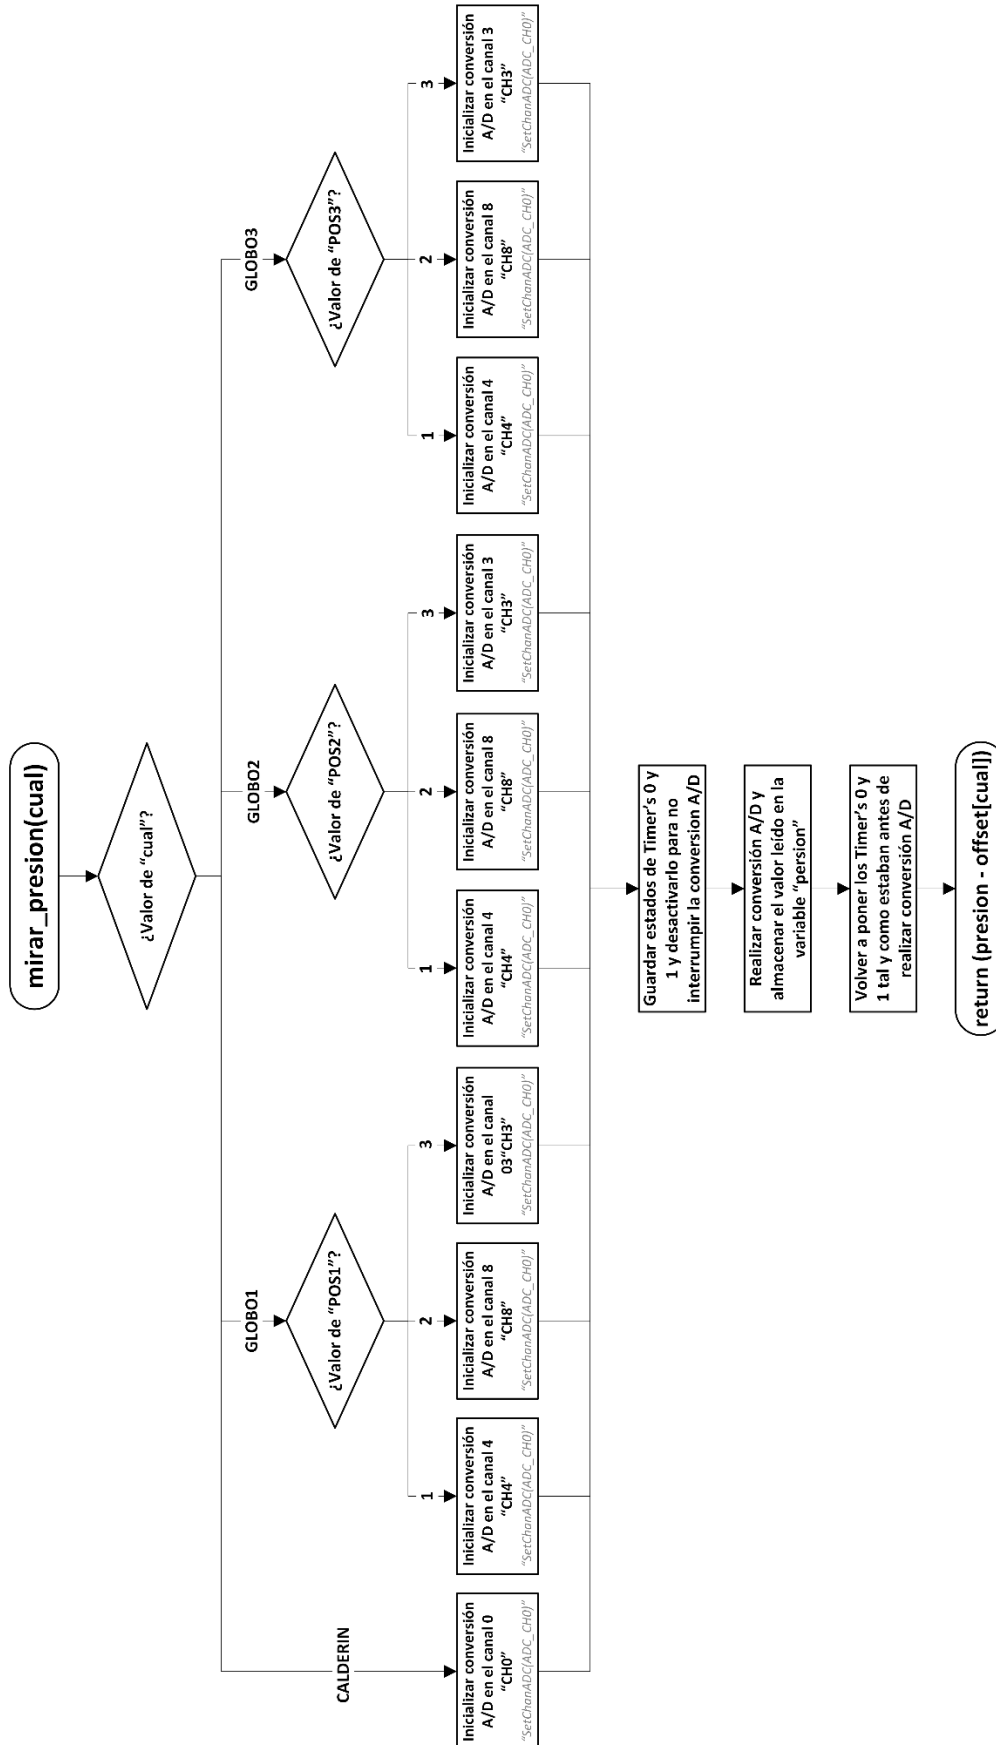 mirar_presion(cual)
¿Valor de “cual”?
CALDERIN
GLOBO1
GLOBO2
GLOBO3
¿Valor de “POS1”?
¿Valor de “POS2”?
¿Valor de “POS3”?
1
2
3
1
2
3
1
2
3
Inicializar conversión
A/D en el canal 0
“CH0”
“SetChanADC(ADC_CH0)”
Inicializar conversión
A/D en el canal 4
“CH4”
“SetChanADC(ADC_CH0)”
Inicializar conversión
A/D en el canal 8
“CH8”
“SetChanADC(ADC_CH0)”
Inicializar conversión
A/D en el canal
03“CH3”
“SetChanADC(ADC_CH0)”
Inicializar conversión
A/D en el canal 4
“CH4”
“SetChanADC(ADC_CH0)”
Inicializar conversión
A/D en el canal 8
“CH8”
“SetChanADC(ADC_CH0)”
Inicializar conversión
A/D en el canal 3
“CH3”
“SetChanADC(ADC_CH0)”
Inicializar conversión
A/D en el canal 4
“CH4”
“SetChanADC(ADC_CH0)”
Inicializar conversión
A/D en el canal 8
“CH8”
“SetChanADC(ADC_CH0)”
Inicializar conversión
A/D en el canal 3
“CH3”
“SetChanADC(ADC_CH0)”
Guardar estados de Timer’s 0 y
1 y desactivarlo para no
interrumpir la conversion A/D
Realizar conversión A/D y
almacenar el valor leído en la
variable “persion”
Volver a poner los Timer’s 0 y
1 tal y como estaban antes de
realizar conversión A/D
return (presion - offset[cual])